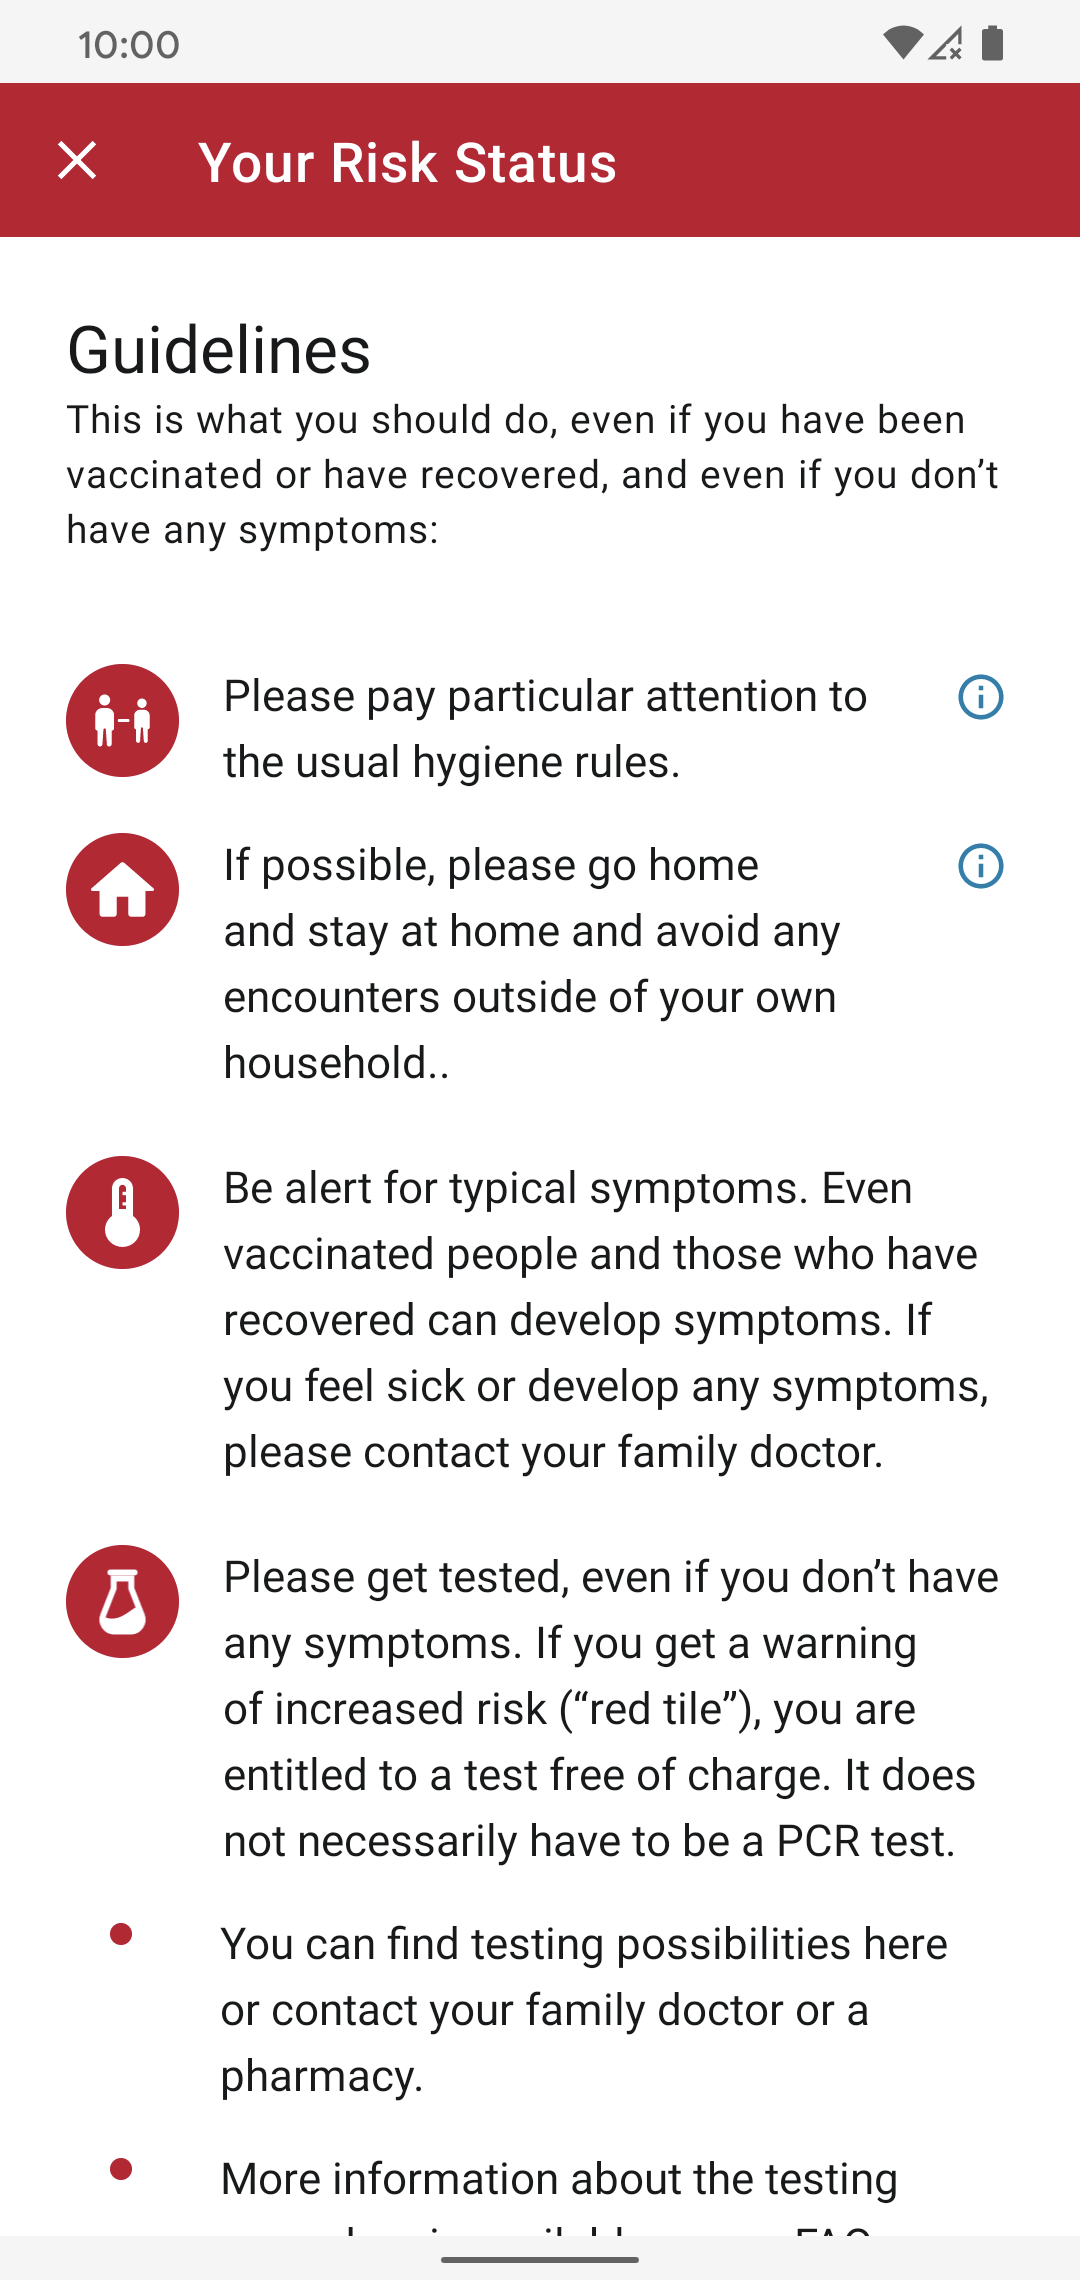 10:00
Your Risk Status
Guidelines
This is what you should do, even if you have been
vaccinated or have recovered, and even if you don’t
have any symptoms:
Please pay particular attention to
the usual hygiene rules.
If possible, please go home
and stay at home and avoid any
encounters outside of your own
household..
Be alert for typical symptoms. Even
vaccinated people and those who have
recovered can develop symptoms. If
you feel sick or develop any symptoms,
please contact your family doctor.
Please get tested, even if you don’t have
any symptoms. If you get a warning
of increased risk (“red tile”), you are
entitled to a test free of charge. It does
not necessarily have to be a PCR test.
You can find testing possibilities here
or contact your family doctor or a
pharmacy.
More information about the testing